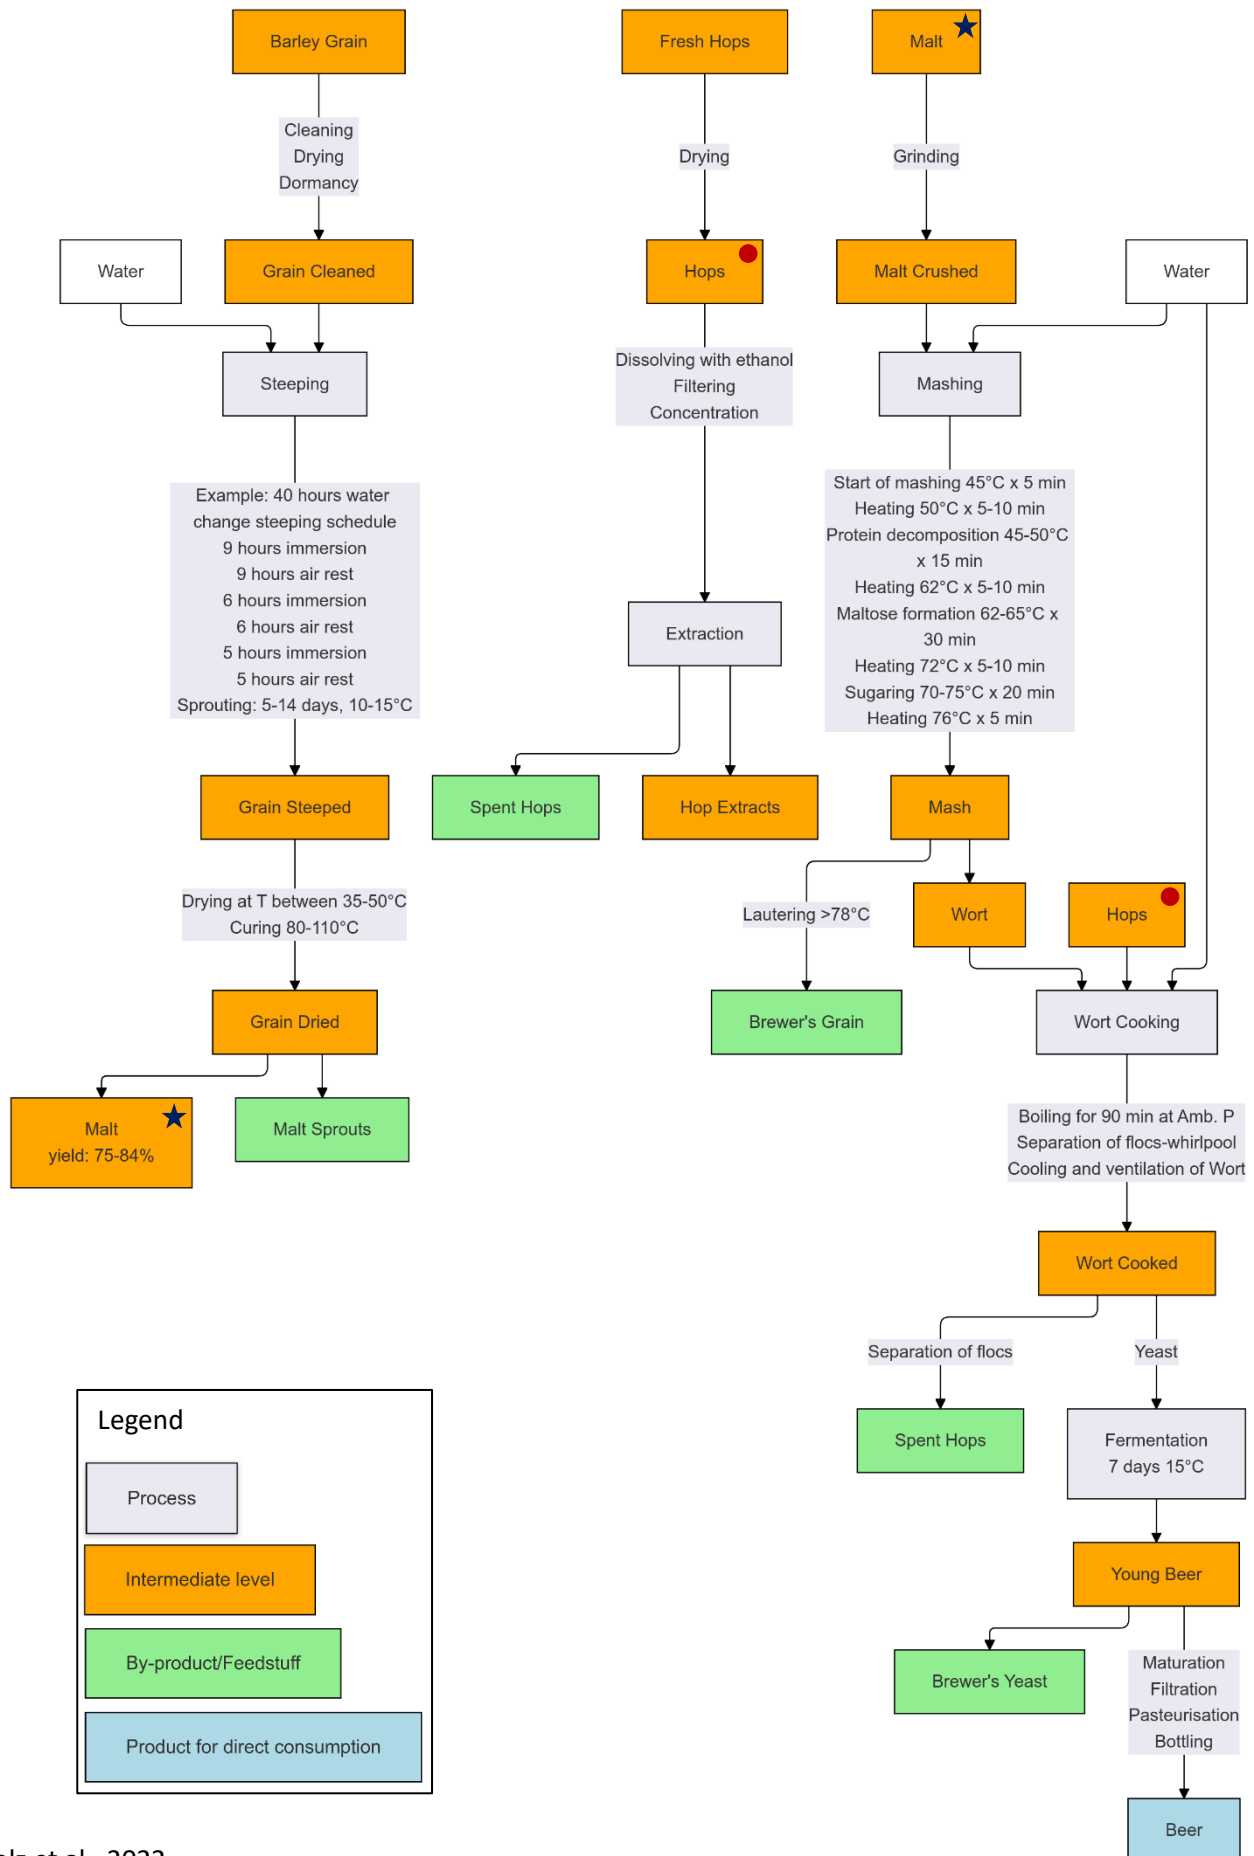 Barley Grain
Fresh Hops
Malt
Cleaning
Drying
Dormancy
Drying
Grinding
Water
Grain Cleaned
Hops
Malt Crushed
Water
Steeping
Dissolving with ethanol
Filtering
Concentration
Mashing
Example: 40 hours water
change steeping schedule
9 hours immersion
9 hours air rest
6 hours immersion
6 hours air rest
5 hours immersion
5 hours air rest
Sprouting: 5-14 days, 10-15°C
Extraction
Start of mashing 45°C x 5 min
Heating 50°C x 5-10 min
Protein decomposition 45-50°C
x 15 min
Heating 62°C x 5-10 min
Maltose formation 62-65°C x
30 min
Heating 72°C x 5-10 min
Sugaring 70-75°C x 20 min
Heating 76°C x 5 min
Grain Steeped
Spent Hops
Hop Extracts
Mash
Drying at T between 35-50°C
Curing 80-110°C
Lautering >78°C
Wort
Hops
Grain Dried
Brewer's Grain
Wort Cooking
Malt
yield: 75-84%
Malt Sprouts
Boiling for 90 min at Amb. P
Separation of flocs-whirlpool
Cooling and ventilation of Wort
Wort Cooked
Separation of flocs
Yeast
Spent Hops
Fermentation
7 days 15°C
Young Beer
Brewer's Yeast
Maturation
Filtration
Pasteurisation
Bottling
Beer
Legend
Process
Intermediate level
By-product/Feedstuff
Product for direct consumption